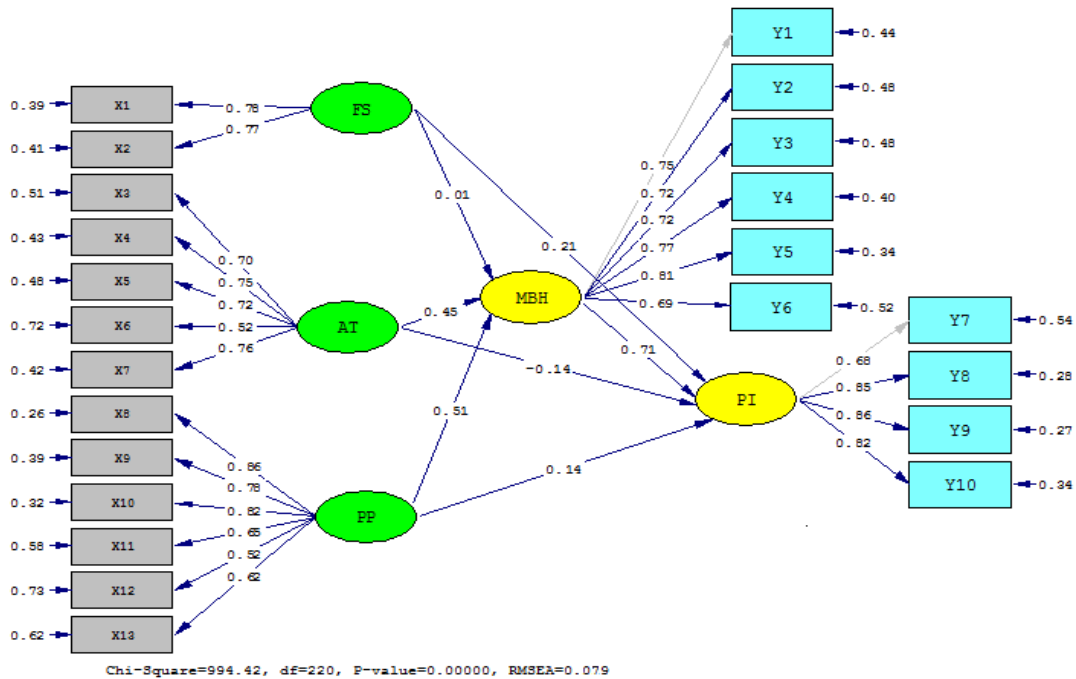 0.39 X1
0.41 X2
0.51 X3
0.43 X4
0.48 X5
0.72 X6
0.42 X7
0.26 X8
0.39 X9
0.32 X10
0.58 X11
0.73 X12
0.62 X13
0.78
0.77
FS
0.70
0.75
0.72
0.52
0.76
AT
0.86
0.78
0.82
0.65
0.52
0.62
PP
0.01
0.21
0.45
-0.14
0.51
0.14
MBH
0.71
PI
0.75
0.72
0.72
0.77
0.81
0.69
Y1 0.44
Y2 0.48
Y3 0.48
Y4 0.40
Y5 0.34
Y6 0.52
0.68
0.85
0.86
0.82
Y7 0.54
Y8 0.28
Y9 0.27
Y10 0.34
Chi-Square=994.42, df=220, P-value=0.00000, RMSEA=0.079